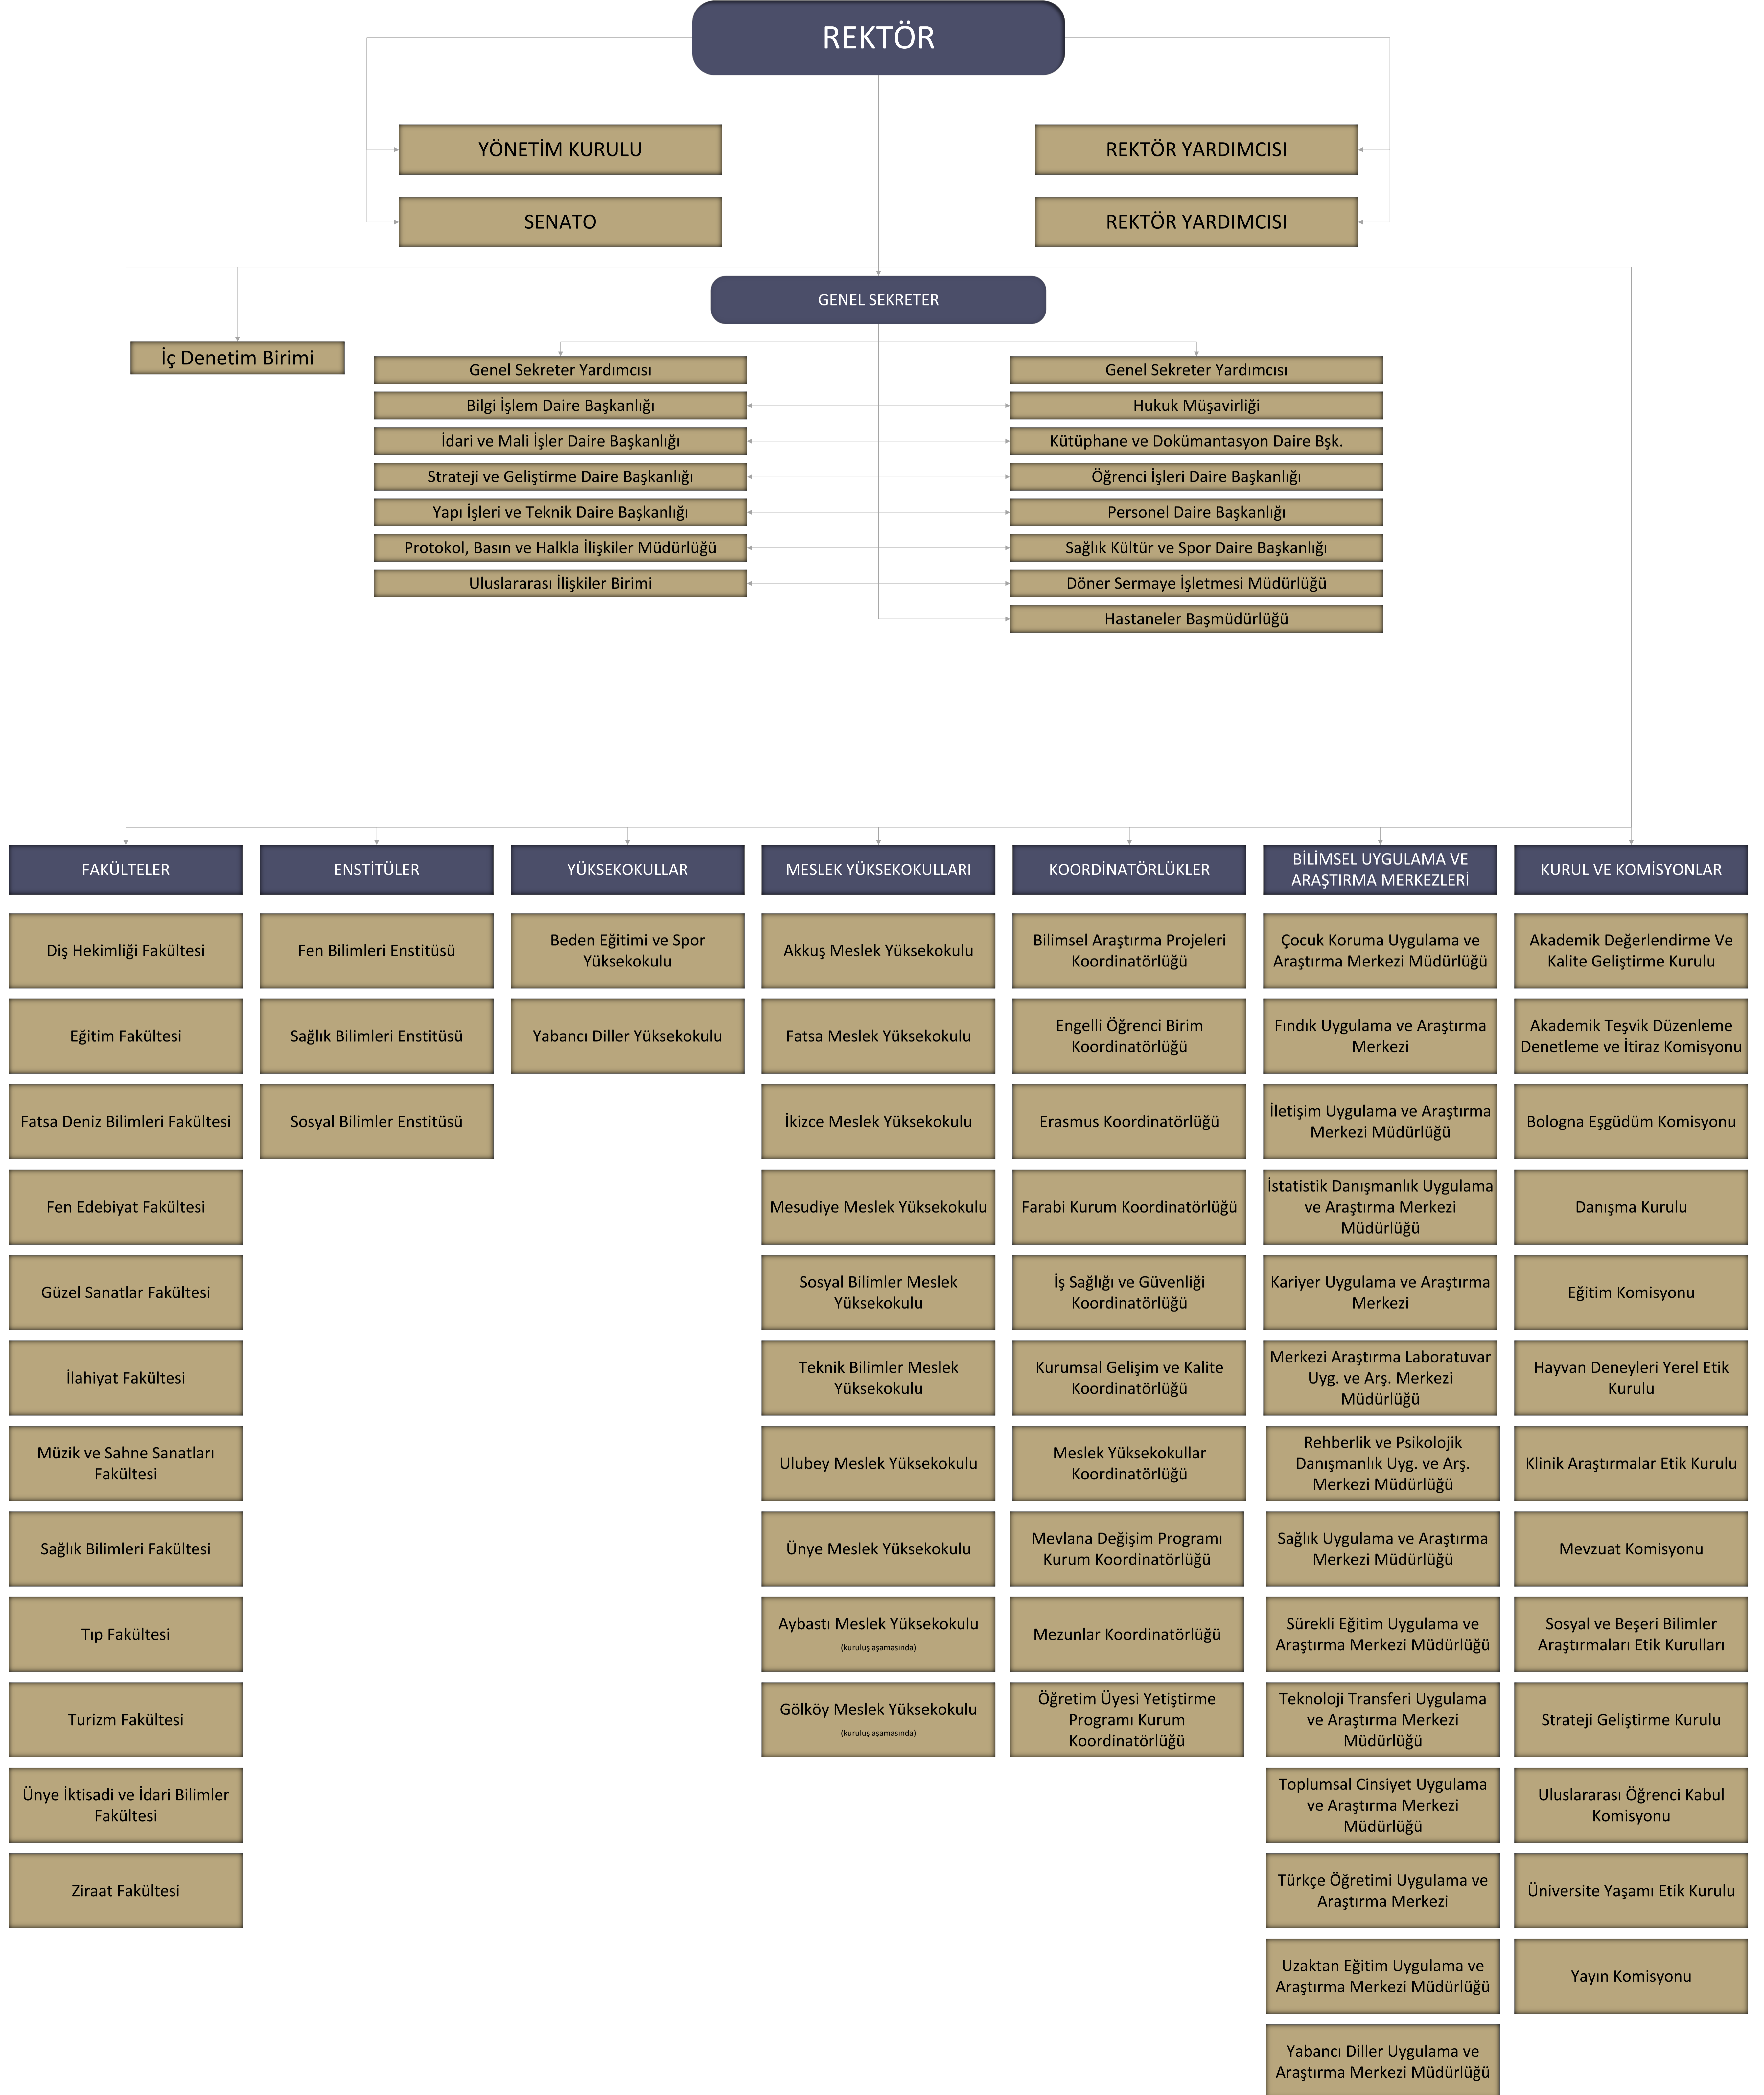 REKTÖR
YÖNETİM KURULU
REKTÖR YARDIMCISI
SENATO
REKTÖR YARDIMCISI
GENEL SEKRETER
İç Denetim Birimi
Genel Sekreter Yardımcısı
Genel Sekreter Yardımcısı
Bilgi İşlem Daire Başkanlığı
Hukuk Müşavirliği
İdari ve Mali İşler Daire Başkanlığı
Kütüphane ve Dokümantasyon Daire Bşk.
Strateji ve Geliştirme Daire Başkanlığı
Öğrenci İşleri Daire Başkanlığı
Yapı İşleri ve Teknik Daire Başkanlığı
Personel Daire Başkanlığı
Protokol, Basın ve Halkla İlişkiler Müdürlüğü
Sağlık Kültür ve Spor Daire Başkanlığı
Uluslararası İlişkiler Birimi
Döner Sermaye İşletmesi Müdürlüğü
Hastaneler Başmüdürlüğü
FAKÜLTELER
Diş Hekimliği Fakültesi
Eğitim Fakültesi
Fatsa Deniz Bilimleri Fakültesi
Fen Edebiyat Fakültesi
Güzel Sanatlar Fakültesi
İlahiyat Fakültesi
Müzik ve Sahne Sanatları
Fakültesi
Sağlık Bilimleri Fakültesi
Tıp Fakültesi
Turizm Fakültesi
Ünye İktisadi ve İdari Bilimler
Fakültesi
Ziraat Fakültesi
ENSTİTÜLER
Fen Bilimleri Enstitüsü
Sağlık Bilimleri Enstitüsü
Sosyal Bilimler Enstitüsü
YÜKSEKOKULLAR
Beden Eğitimi ve Spor
Yüksekokulu
Yabancı Diller Yüksekokulu
MESLEK YÜKSEKOKULLARI
Akkuş Meslek Yüksekokulu
Fatsa Meslek Yüksekokulu
İkizce Meslek Yüksekokulu
Mesudiye Meslek Yüksekokulu
Sosyal Bilimler Meslek
Yüksekokulu
Teknik Bilimler Meslek
Yüksekokulu
Ulubey Meslek Yüksekokulu
Ünye Meslek Yüksekokulu
Aybastı Meslek Yüksekokulu
(kuruluş aşamasında)
Gölköy Meslek Yüksekokulu
(kuruluş aşamasında)
KOORDİNATÖRLÜKLER
Bilimsel Araştırma Projeleri
Koordinatörlüğü
Engelli Öğrenci Birim
Koordinatörlüğü
Erasmus Koordinatörlüğü
Farabi Kurum Koordinatörlüğü
İş Sağlığı ve Güvenliği
Koordinatörlüğü
Kurumsal Gelişim ve Kalite
Koordinatörlüğü
Meslek Yüksekokullar
Koordinatörlüğü
Mevlana Değişim Programı
Kurum Koordinatörlüğü
Mezunlar Koordinatörlüğü
Öğretim Üyesi Yetiştirme
Programı Kurum
Koordinatörlüğü
BİLİMSEL UYGULAMA VE
ARAŞTIRMA MERKEZLERİ
Çocuk Koruma Uygulama ve
Araştırma Merkezi Müdürlüğü
Fındık Uygulama ve Araştırma
Merkezi
İletişim Uygulama ve Araştırma
Merkezi Müdürlüğü
İstatistik Danışmanlık Uygulama
ve Araştırma Merkezi
Müdürlüğü
Kariyer Uygulama ve Araştırma
Merkezi
Merkezi Araştırma Laboratuvar
Uyg. ve Arş. Merkezi
Müdürlüğü
Rehberlik ve Psikolojik
Danışmanlık Uyg. ve Arş.
Merkezi Müdürlüğü
Sağlık Uygulama ve Araştırma
Merkezi Müdürlüğü
Sürekli Eğitim Uygulama ve
Araştırma Merkezi Müdürlüğü
Teknoloji Transferi Uygulama
ve Araştırma Merkezi
Müdürlüğü
Toplumsal Cinsiyet Uygulama
ve Araştırma Merkezi
Müdürlüğü
Türkçe Öğretimi Uygulama ve
Araştırma Merkezi
Uzaktan Eğitim Uygulama ve
Araştırma Merkezi Müdürlüğü
Yabancı Diller Uygulama ve
Araştırma Merkezi Müdürlüğü
KURUL VE KOMİSYONLAR
Akademik Değerlendirme Ve
Kalite Geliştirme Kurulu
Akademik Teşvik Düzenleme
Denetleme ve İtiraz Komisyonu
Bologna Eşgüdüm Komisyonu
Danışma Kurulu
Eğitim Komisyonu
Hayvan Deneyleri Yerel Etik
Kurulu
Klinik Araştırmalar Etik Kurulu
Mevzuat Komisyonu
Sosyal ve Beşeri Bilimler
Araştırmaları Etik Kurulları
Strateji Geliştirme Kurulu
Uluslararası Öğrenci Kabul
Komisyonu
Üniversite Yaşamı Etik Kurulu
Yayın Komisyonu